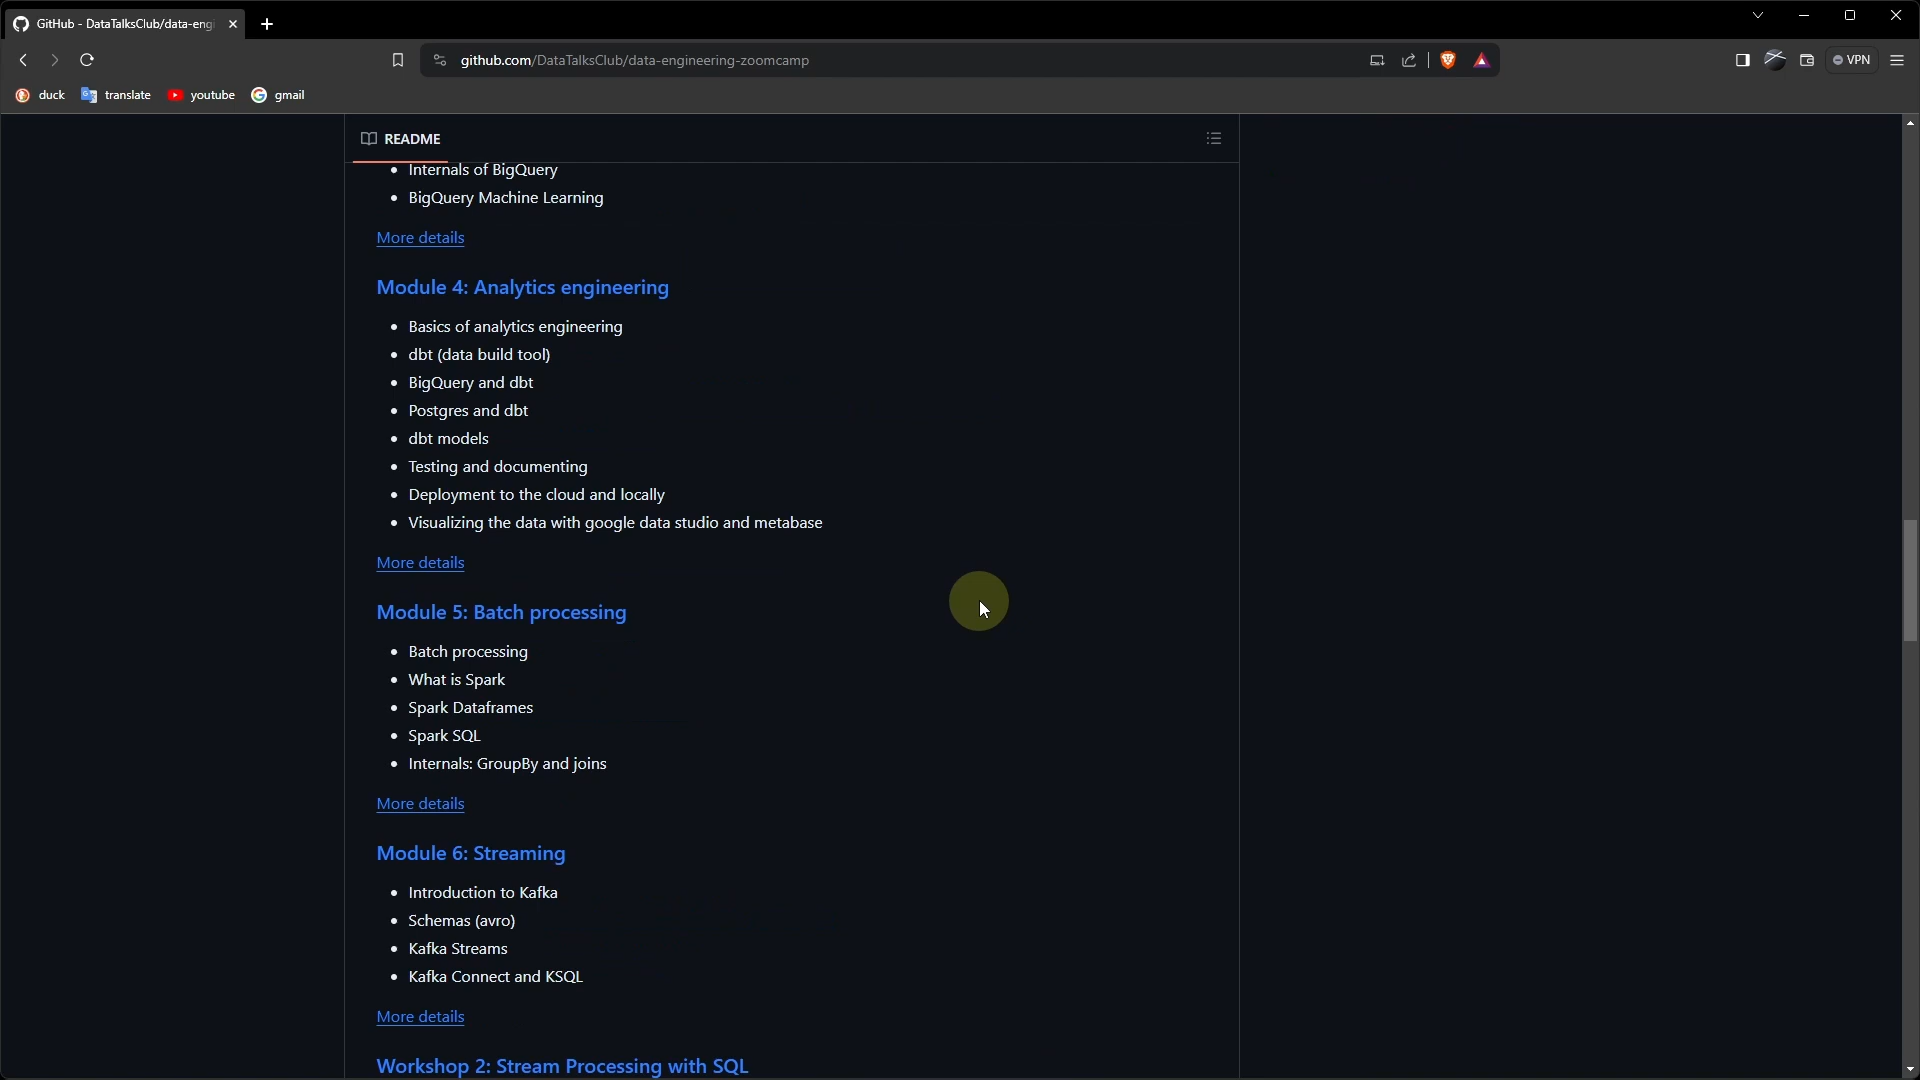 GitHub - DataTalksClub/data-engi
github.com/DataTalksClub/data-engineering-zoomcamp
VPN
duck translate youtube gmail
README
Internals of BigQuery
BigQuery Machine Learning
More details
Module 4: Analytics engineering
Basics of analytics engineering
dbt (data build tool)
BigQuery and dbt
Postgres and dbt
dbt models
Testing and documenting
Deployment to the cloud and locally
Visualizing the data with google data studio and metabase
More details
Module 5: Batch processing
Batch processing
What is Spark
Spark Dataframes
Spark SQL
Internals: GroupBy and joins
More details
Module 6: Streaming
Introduction to Kafka
Schemas (avro)
Kafka Streams
Kafka Connect and KSQL
More details
Workshop 2: Stream Processing with SQL